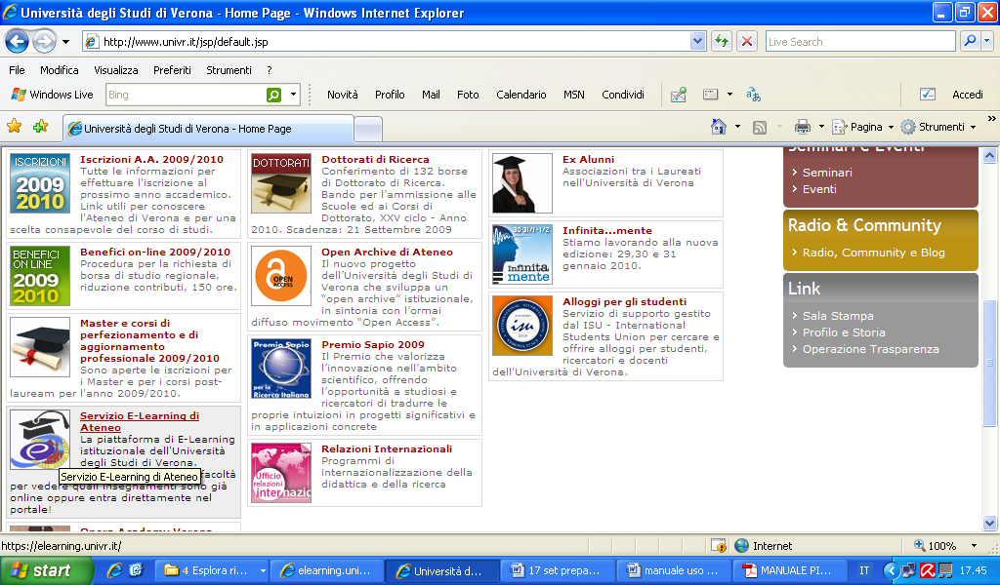 Università degli Studi di Verona - Home Page - Windows Internet Explorer
http://www.univr.it/jsp/default.jsp
Live Search
File Modifica Visualizza Preferiti Strumenti ?
Windows Live Bing Novità Profilo Mail Foto Calendario MSN Condividi Accedi
Università degli Studi di Verona - Home Page
Pagina Strumenti
ISCRIZIONI
2009
2010
Iscrizioni A.A. 2009/2010
Tutte le informazioni per
effettuare l'iscrizione al
prossimo anno accademico.
Link utili per conoscere
l'Ateneo di Verona e per una
scelta consapevole del corso di studi.
BENEFICI
ON LINE
2009
2010
Benefici on-line 2009/2010
Procedura per la richiesta di
borsa di studio regionale,
riduzione contributi, 150 ore.
Master e corsi di
perfezionamento e di
aggiornamento
professionale 2009/2010
Sono aperte le iscrizioni per
i Master e per i corsi post-
lauream per l'anno 2009/2010.
Servizio E-Learning di
Ateneo
La piattaforma di E-Learning
istituzionale dell'Università
degli Studi di Verona.
facoltà
Servizio E-Learning di Ateneo
per vedere quali insegnamenti sono già
online oppure entra direttamente nel
portale!
Opera Academy Verona
DOTTORATI
Dottorati di Ricerca
Conferimento di 132 borse
di Dottorato di Ricerca.
Bando per l'ammissione alle
Scuole ed ai Corsi di
Dottorato, XXV ciclo - Anno
2010. Scadenza: 21 Settembre 2009
OPEN
ACCESS
Open Archive di Ateneo
Il nuovo progetto
dell'Università degli Studi di
Verona che sviluppa un
"open archive" istituzionale,
in sintonia con l'ormai
diffuso movimento "Open Access".
Premio Sapio
per la
Ricerca Italiana
Premio Sapio 2009
Il Premio che valorizza
l'innovazione nell'ambito
scientifico, offrendo
l'opportunità a studiosi e
ricercatori di tradurre le
proprie intuizioni in progetti significativi e
in applicazioni concrete
Ufficio
relazioni
internazio
Relazioni Internazionali
Programmi di
internazionalizzazione della
didattica e della ricerca
Ex Alunni
Associazioni tra i Laureati
nell'Università di Verona
30-31/1-1/2
Infinita
mente
Infinita...mente
Stiamo lavorando alla nuova
edizione: 29,30 e 31
gennaio 2010.
isu
Alloggi per gli studenti
Servizio di supporto gestito
dal ISU - International
Students Union per cercare e
offrire alloggi per studenti,
ricercatori e docenti
dell'Università di Verona.
Seminari e Eventi
Seminari
Eventi
Radio & Community
Radio, Community e Blog
Link
Sala Stampa
Profilo e Storia
Operazione Trasparenza
https://elearning.univr.it/
Internet
100%
start
4 Esplora ri...
elearning.uni...
Università d...
17 set prepa...
manuale uso ...
MANUALE PI...
IT
17.45